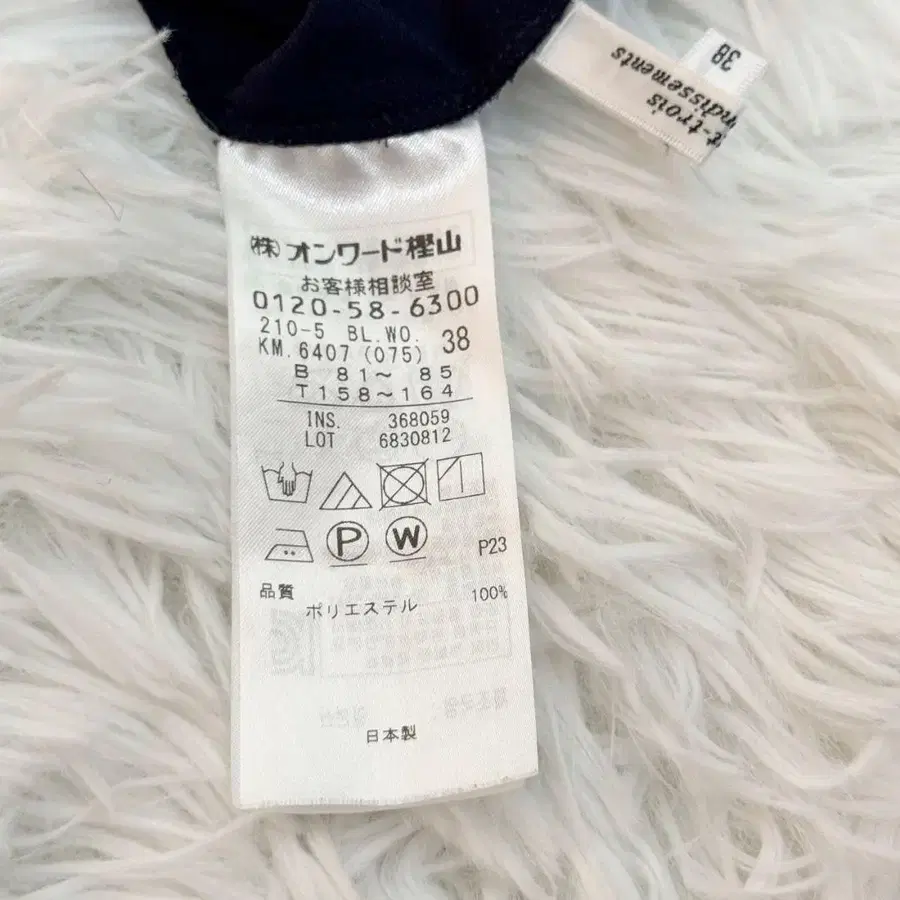 38
t-trois
ndissements
(株)オンワード樫山
お客様相談室
0120-58-6300
210-5 BL.WO.
KM.6407 (075) 38
B 81～ 85
T158～164
INS. 368059
LOT 6830812
P W P23
品質
ポリエステル 100%
日本製